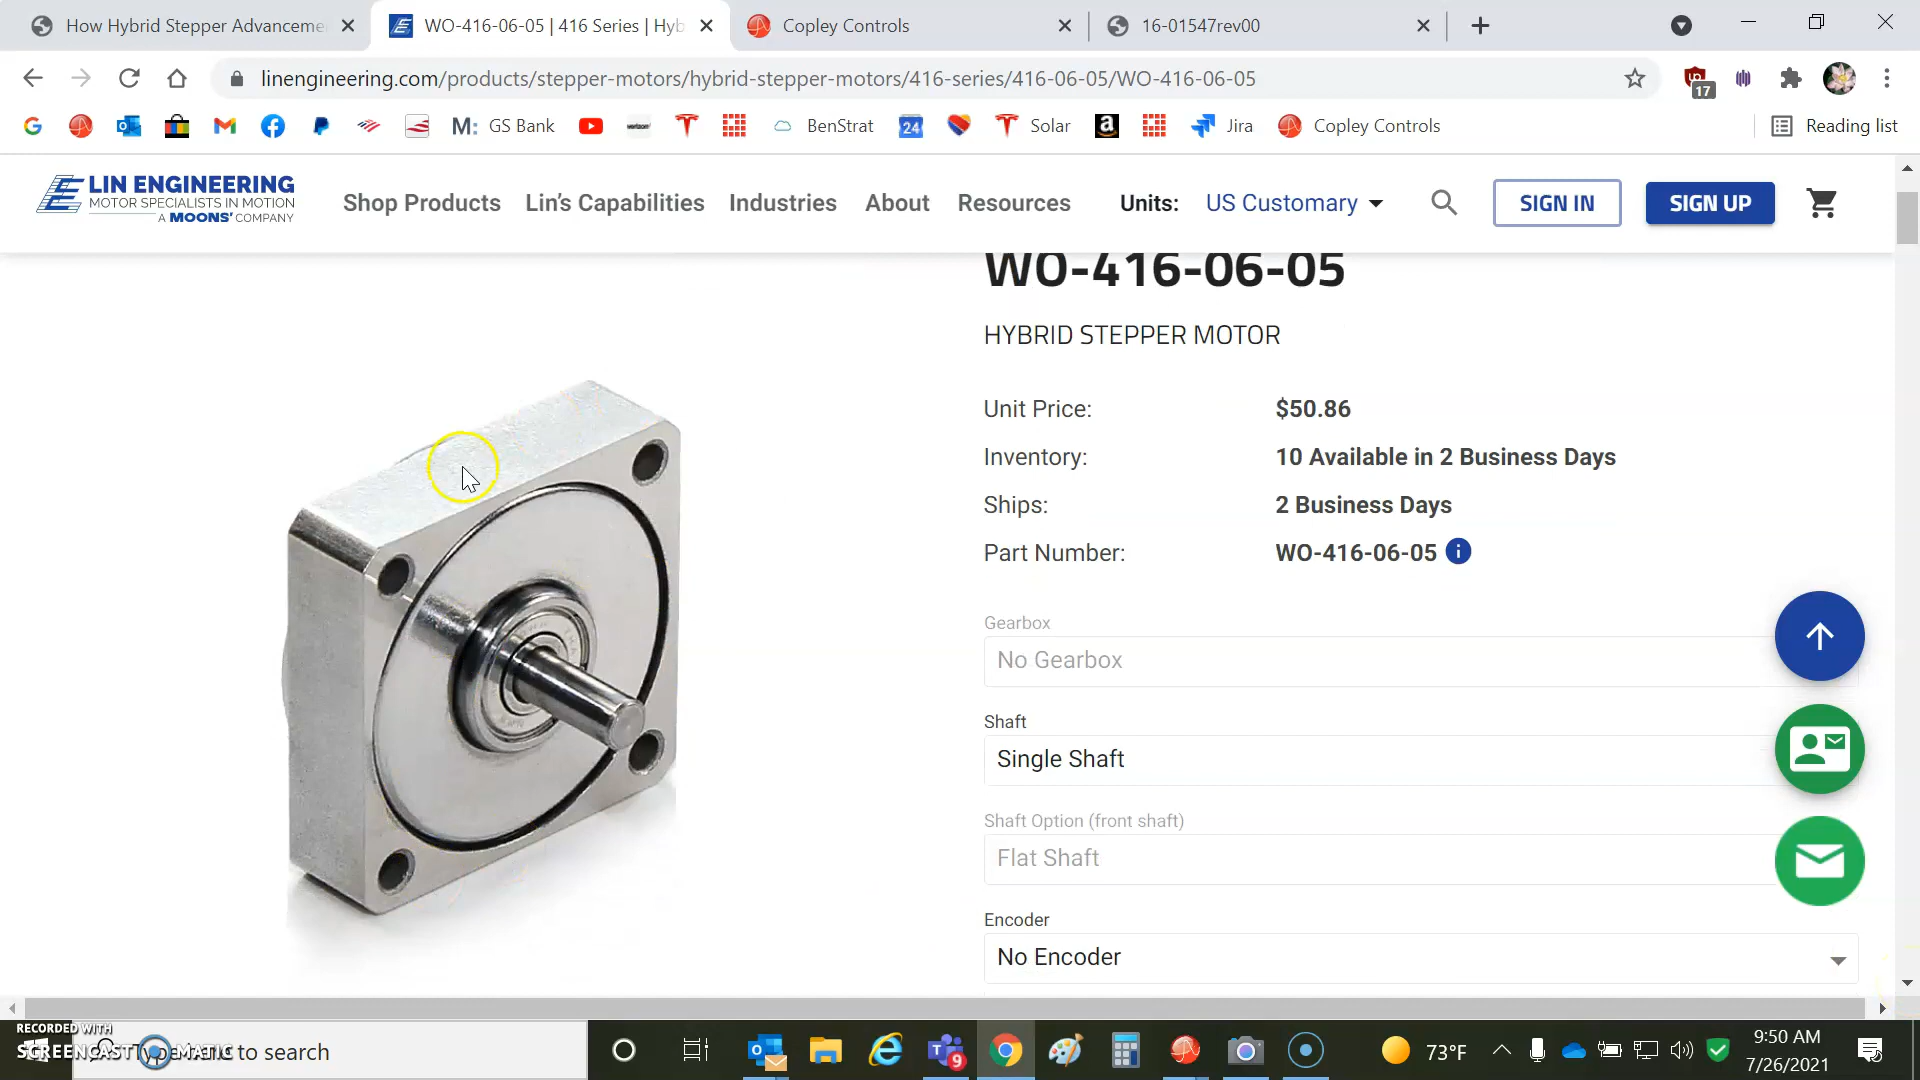 How Hybrid Stepper Advanceme
WO-416-06-05 | 416 Series | Hyb
Copley Controls
16-01547rev00
linengineering.com/products/stepper-motors/hybrid-stepper-motors/416-series/416-06-05/WO-416-06-05
17
M: GS Bank
verizon
BenStrat
24
Solar
a
Jira
Copley Controls
Reading list
LIN ENGINEERING
MOTOR SPECIALISTS IN MOTION
A MOONS' COMPANY
Shop Products
Lin's Capabilities
Industries
About
Resources
Units:
US Customary
SIGN IN
SIGN UP
WO-416-06-05
HYBRID STEPPER MOTOR
Unit Price: $50.86
Inventory: 10 Available in 2 Business Days
Ships: 2 Business Days
Part Number: WO-416-06-05
Gearbox
No Gearbox
Shaft
Single Shaft
Shaft Option (front shaft)
Flat Shaft
Encoder
No Encoder
RECORDED WITH
SCREENCAST MATIC
to search
9
73°F
9:50 AM
7/26/2021